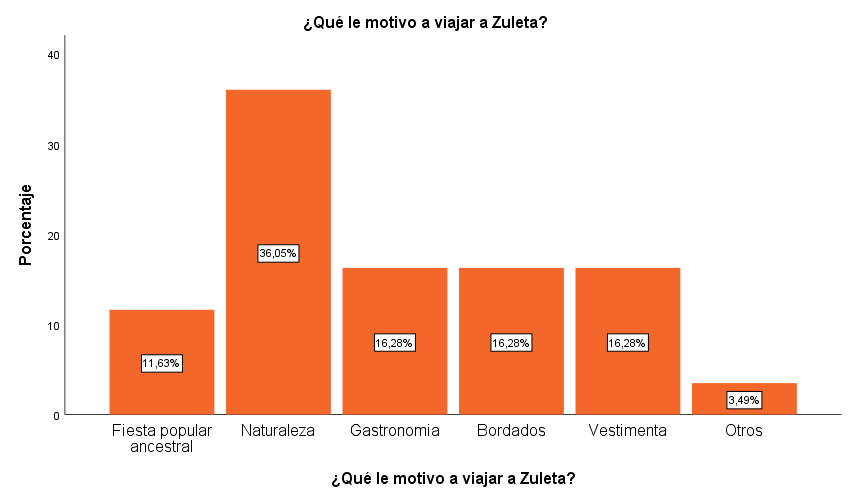 ¿Qué le motivo a viajar a Zuleta?
Porcentaje
40
30
20
10
0
11,63%
36,05%
16,28%
16,28%
16,28%
3,49%
Fiesta popular
ancestral
Naturaleza
Gastronomia
Bordados
Vestimenta
Otros
¿Qué le motivo a viajar a Zuleta?